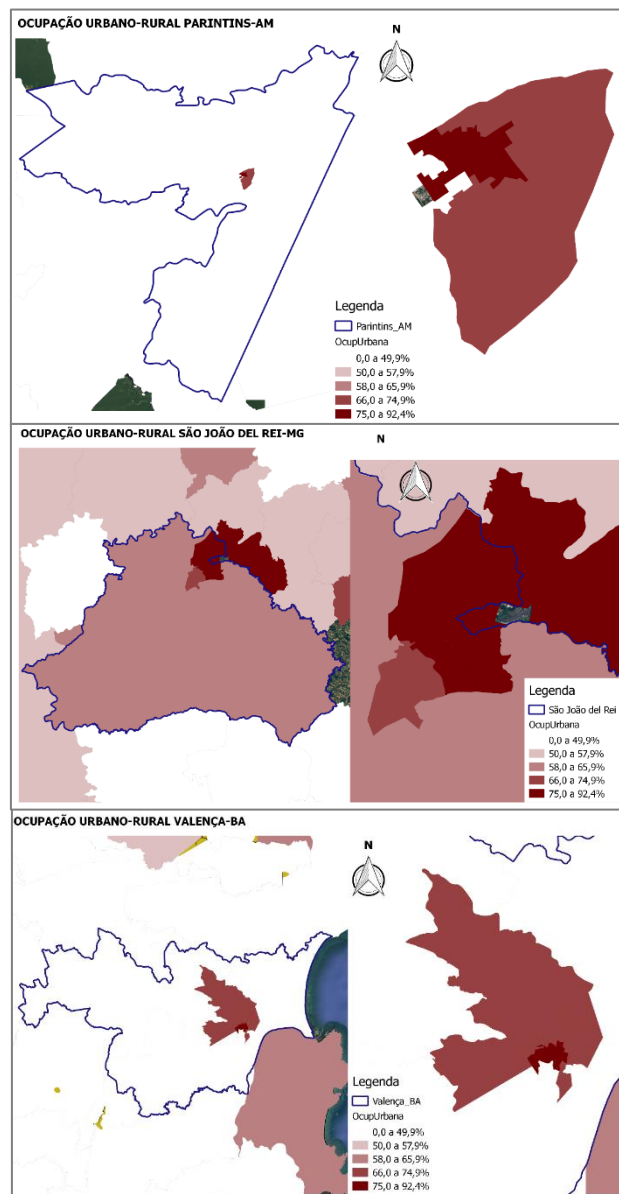 OCUPAÇÃO URBANO-RURAL PARINTINS-AM
N
Legenda
Parintins_AM
OcupUrbana
0,0 a 49,9%
50,0 a 57,9%
58,0 a 65,9%
66,0 a 74,9%
75,0 a 92,4%
OCUPAÇÃO URBANO-RURAL SÃO JOÃO DEL REI-MG
N
Legenda
São João del Rei
OcupUrbana
0,0 a 49,9%
50,0 a 57,9%
58,0 a 65,9%
66,0 a 74,9%
75,0 a 92,4%
OCUPAÇÃO URBANO-RURAL VALENÇA-BA
N
Legenda
Valença_BA
OcupUrbana
0,0 a 49,9%
50,0 a 57,9%
58,0 a 65,9%
66,0 a 74,9%
75,0 a 92,4%